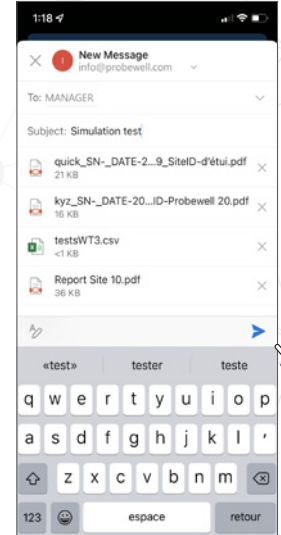 1:18
New Message
info@probewell.com
To: MANAGER
Subject: Simulation test
quick_SN-_DATE-2...9_SiteID-d'étui.pdf
21 KB
kyz_SN-_DATE-20...ID-Probewell 20.pdf
16 KB
testsWT3.csv
<1 KB
Report Site 10.pdf
36 KB
«test» tester teste
q w e r t y u i o p
a s d f g h j k l '
z x c v b n m
123 espace retour